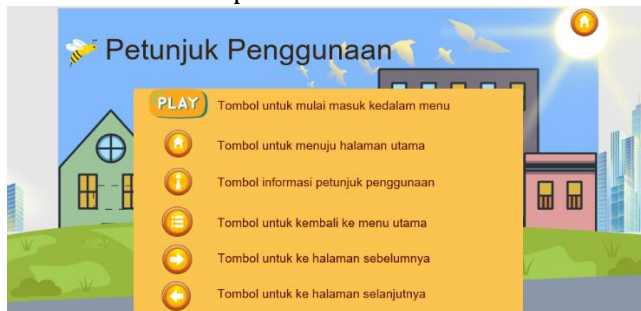 Petunjuk Penggunaan
PLAY Tombol untuk mulai masuk kedalam menu
Tombol untuk menuju halaman utama
Tombol informasi petunjuk penggunaan
Tombol untuk kembali ke menu utama
Tombol untuk ke halaman sebelumnya
Tombol untuk ke halaman selanjutnya